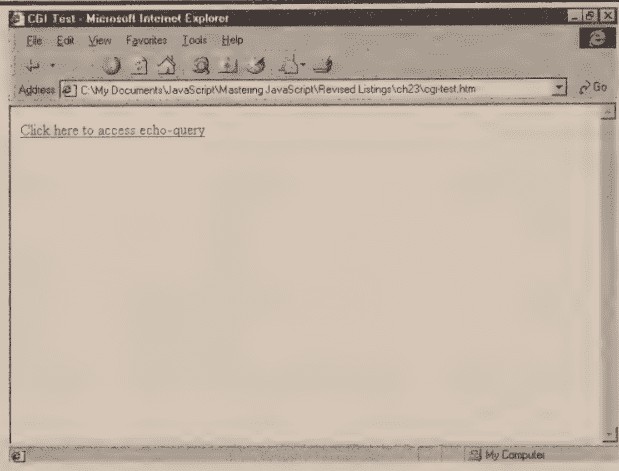 CGI Test - Microsoft Internet Explorer
File Edit View Favorites Tools Help
Address C:\My Documents\JavaScript\Mastering JavaScript\Revised Listings\ch23\cgi-test.htm Go
Click here to access echo-query
My Computer